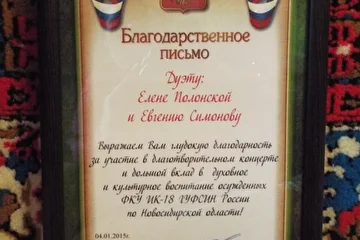 Благодарственное
письмо
Дуэту:
Елене Полонской
и Евгению Симонову
Выражаем Вам глубокую благодарность
за участие в благотворительном концерте
и большой вклад в духовное
и культурное воспитание осужденных
ФКУ ИК-18 ГУФСИН России
по Новосибирской области!
04.01.2015г.